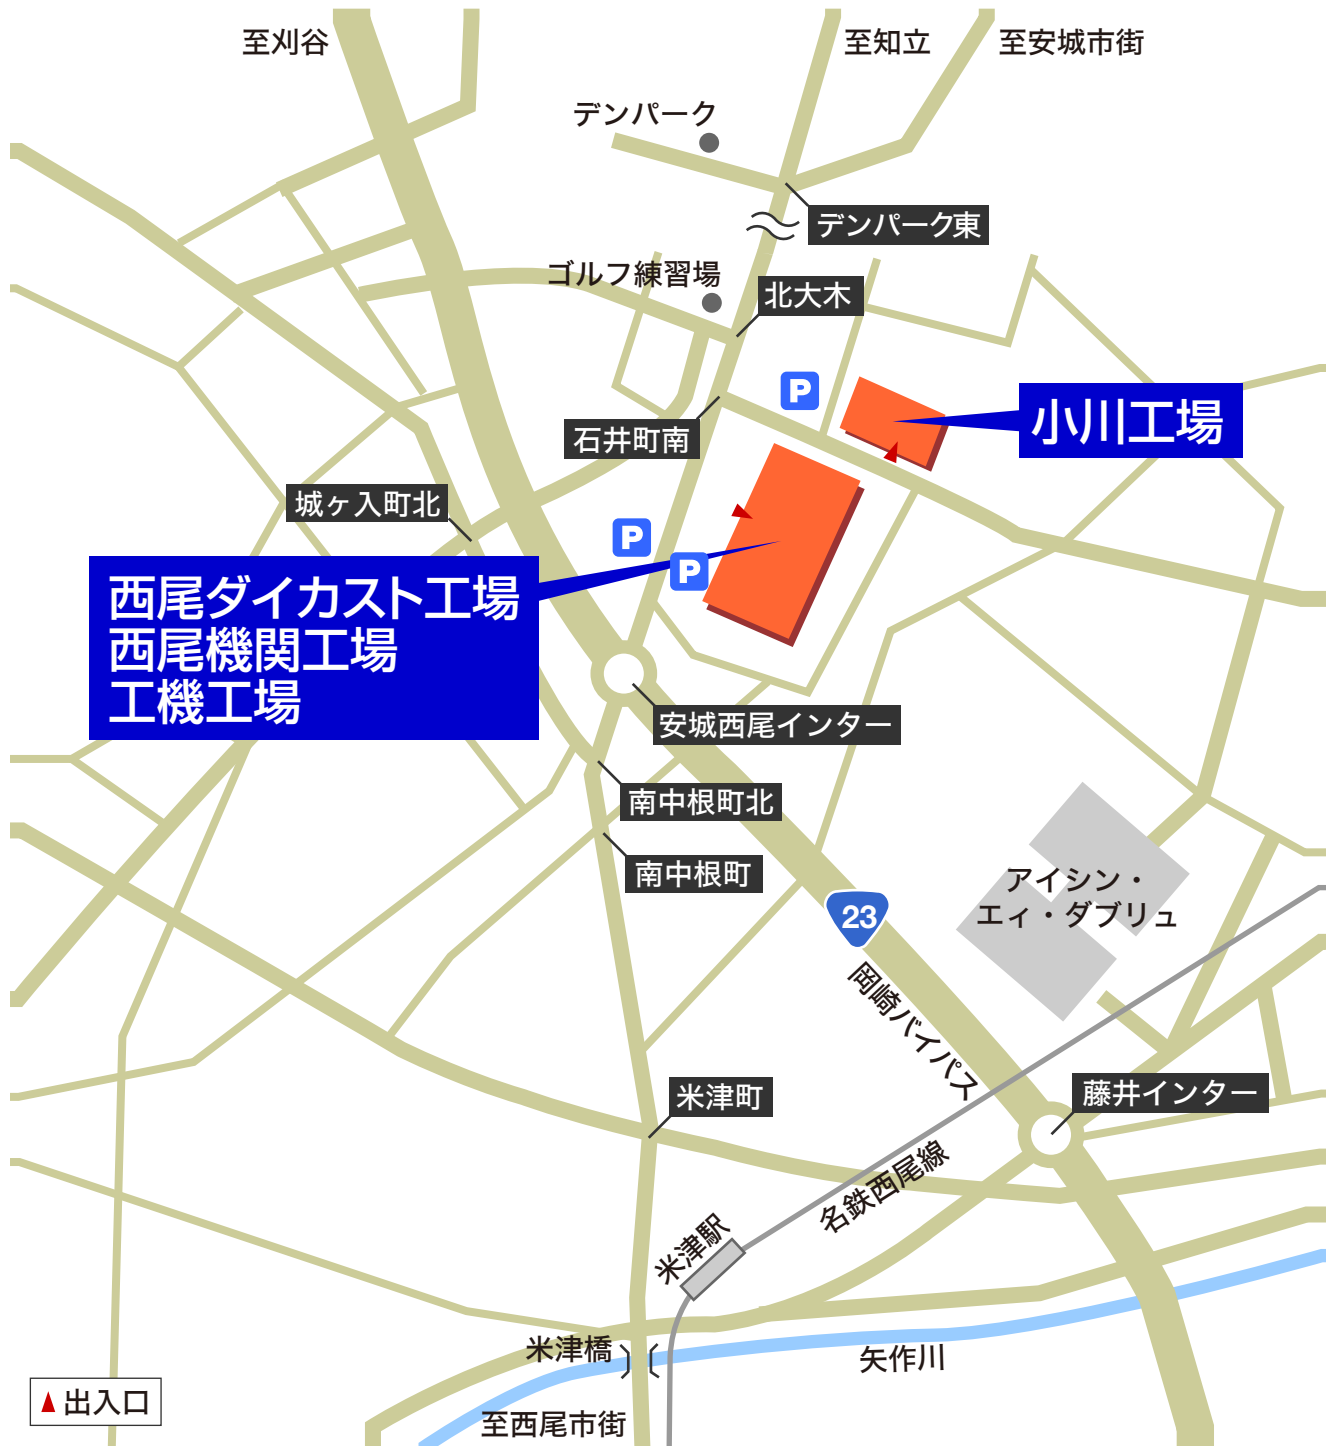 至刈谷
至知立
至安城市街
デンパーク
デンパーク東
ゴルフ練習場
北大木
P
小川工場
石井町南
城ヶ入町北
P
P
西尾ダイカスト工場
西尾機関工場
工機工場
安城西尾インター
南中根町北
南中根町
アイシン・
エィ・ダブリュ
23
岡崎バイパス
米津町
藤井インター
名鉄西尾線
米津駅
米津橋
矢作川
出入口
至西尾市街